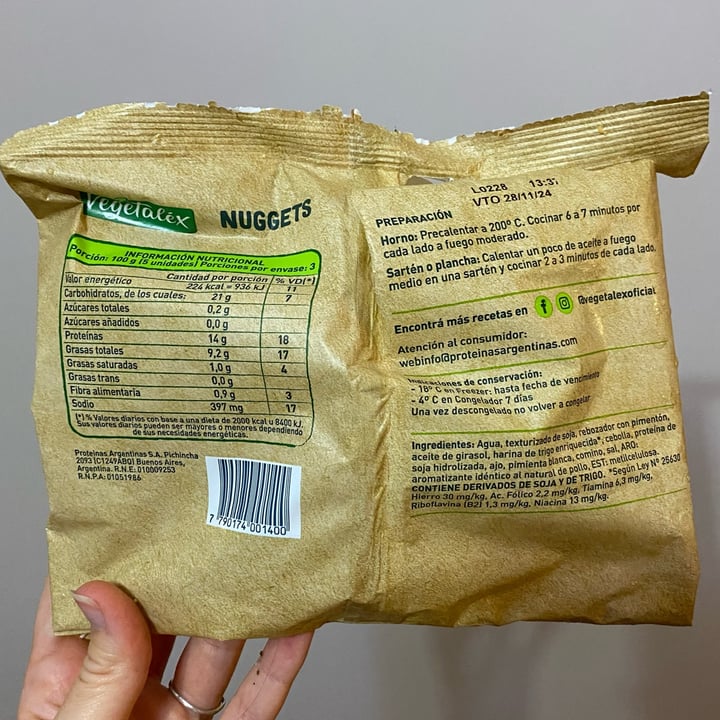 Vegetalex
NUGGETS
INFORMACIÓN NUTRICIONAL
Porción: 100 g (5 unidades) Porciones por envase: 3
Cantidad por porción % VD(*)
Valor energético 224 kcal = 936 kJ 11
Carbohidratos, de los cuales: 21 g 7
Azúcares totales 0,2 g
Azúcares añadidos 0,0 g
Proteínas 14 g 18
Grasas totales 9,2 g 17
Grasas saturadas 1,0 g 4
Grasas trans 0,0 g
Fibra alimentaria 0,9 g 3
Sodio 397 mg 17
(*) % Valores diarios con base a una dieta de 2000 kcal u 8400 kJ.
Sus valores diarios pueden ser mayores o menores dependiendo
de sus necesidades energéticas.
Proteínas Argentinas S.A. Pichincha
2093 (C1249ABO) Buenos Aires,
Argentina. R.N.E: 010009253
R.N.P.A: 01051986
7 790174 001400
L0228 13:37
VTO 28/11/24
PREPARACIÓN
Horno: Precalentar a 200º C. Cocinar 6 a 7 minutos por
cada lado a fuego moderado.
Sartén o plancha: Calentar un poco de aceite a fuego
medio en una sartén y cocinar 2 a 3 minutos de cada lado.
Encontrá más recetas en @vegetalexoficial
Atención al consumidor:
webinfo@proteinasargentinas.com
Indicaciones de conservación:
- 18º C en Freezer: hasta fecha de vencimiento
- 4º C en Congelador 7 días
Una vez descongelado no volver a congelar
Ingredientes: Agua, texturizado de soja, rebozador con pimentón,
aceite de girasol, harina de trigo enriquecida*, cebolla, proteína de
soja hidrolizada, ajo, pimienta blanca, comino, sal, ARO:
aromatizante idéntico al natural de pollo, EST: metilcelulosa.
CONTIENE DERIVADOS DE SOJA Y DE TRIGO. *Según Ley Nº 25630
Hierro 30 mg/kg, Ac. Fólico 2,2 mg/kg, Tiamina 6,3 mg/kg,
Riboflavina (B2) 1,3 mg/kg, Niacina 13 mg/kg.